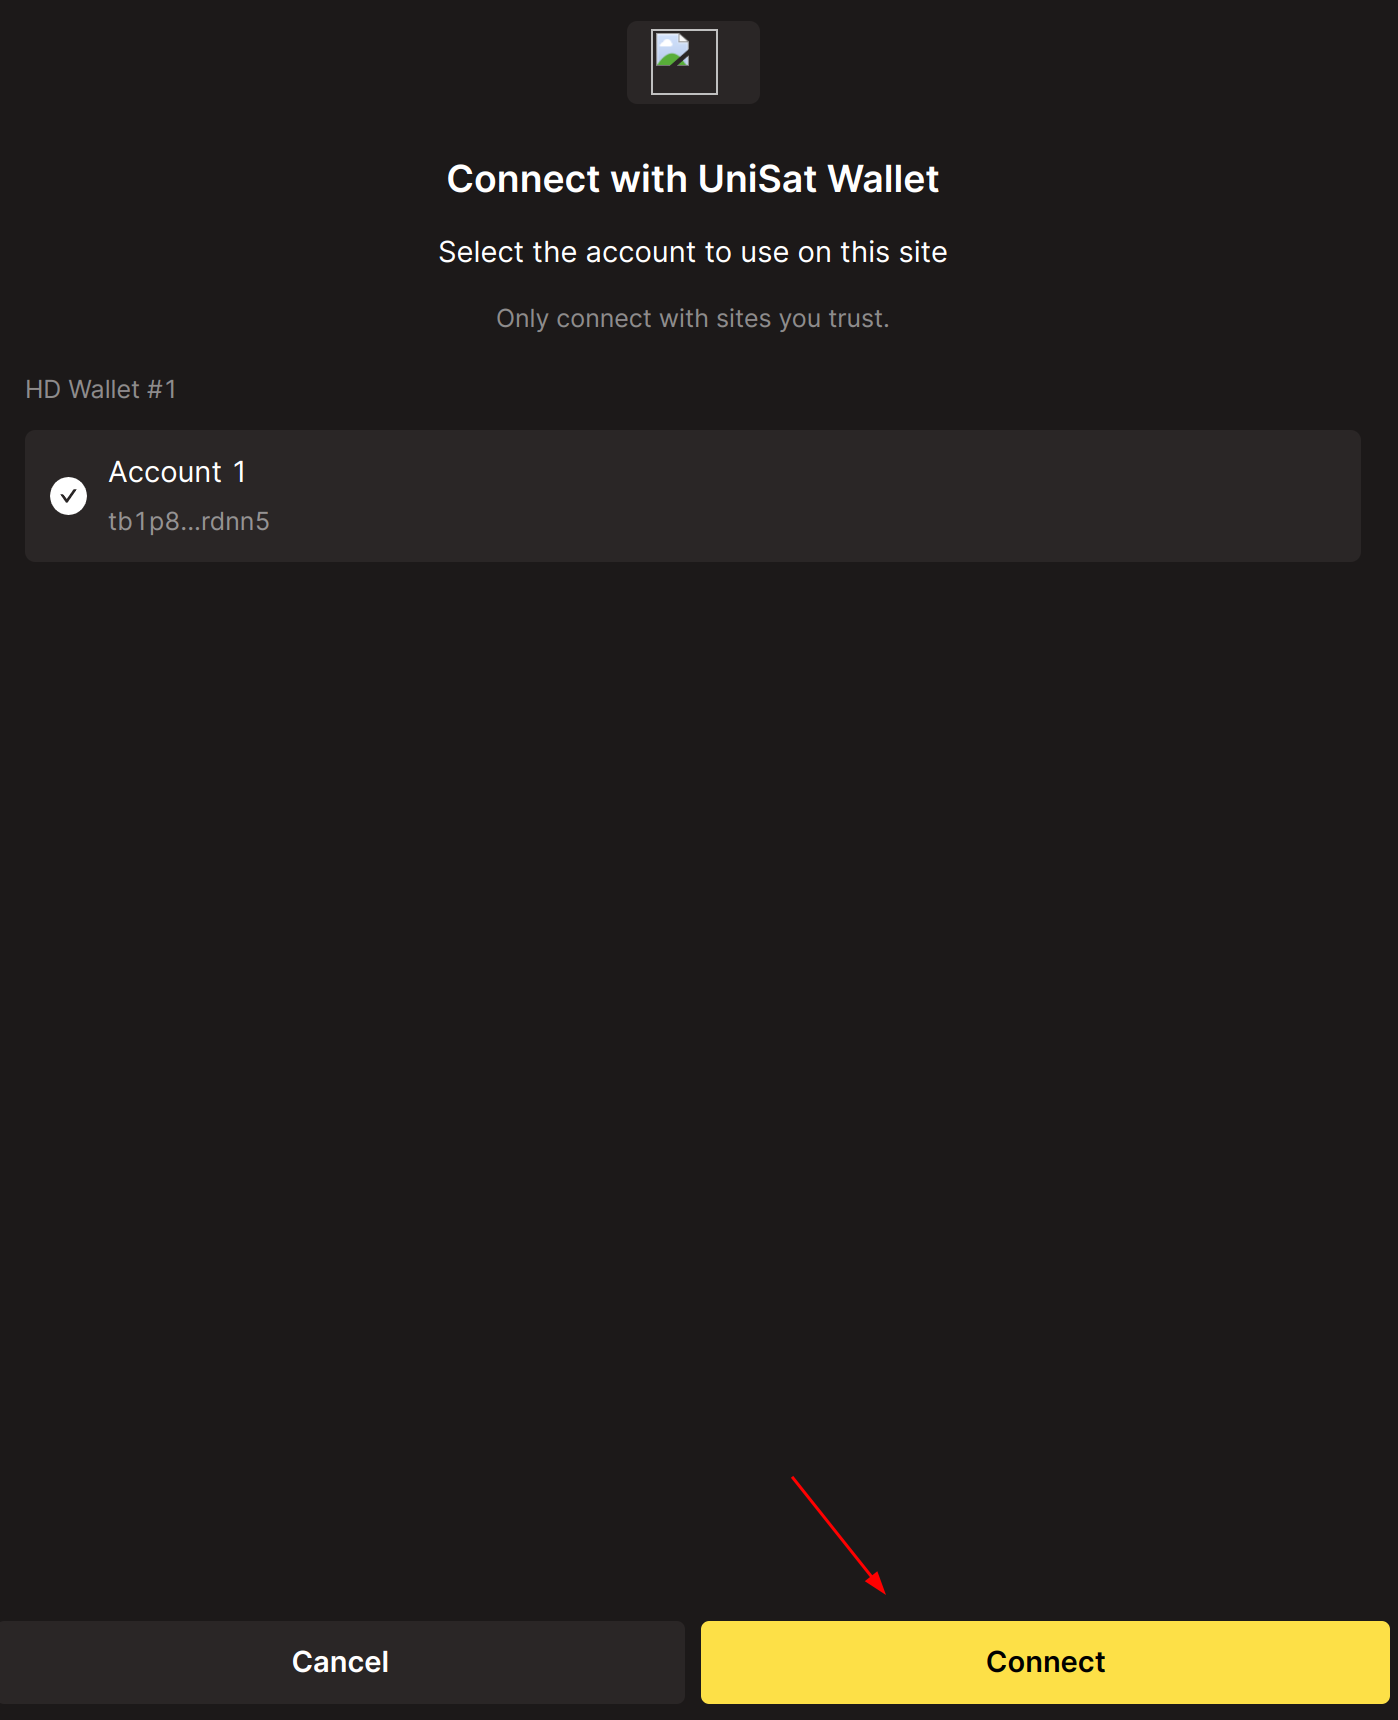 Connect with UniSat Wallet
Select the account to use on this site
Only connect with sites you trust.
HD Wallet #1
Account 1
tb1p8...rdnn5
Cancel
Connect